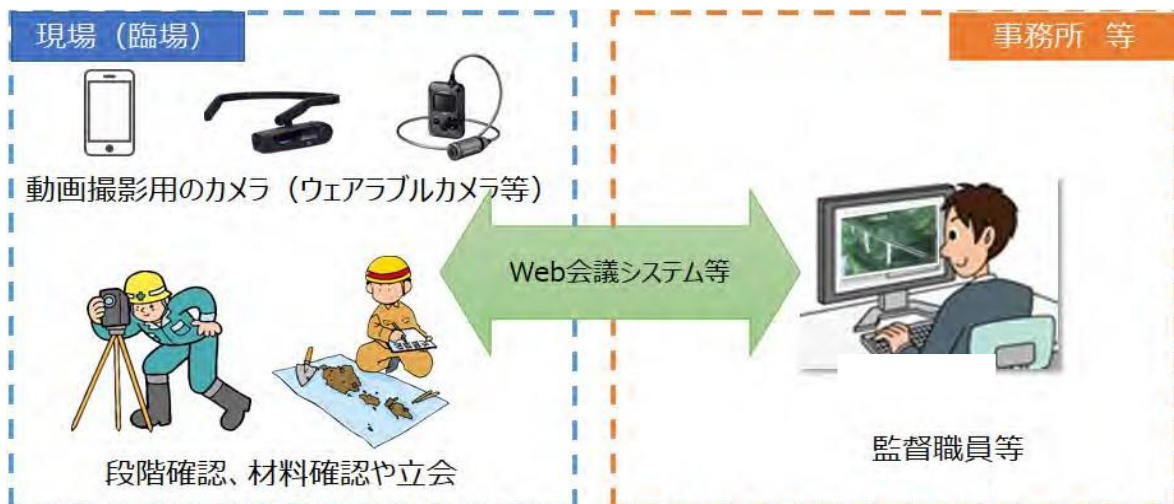 現場（臨場）
事務所　等
動画撮影用のカメラ（ウェアラブルカメラ等）
Web会議システム等
段階確認、材料確認や立会
監督職員等